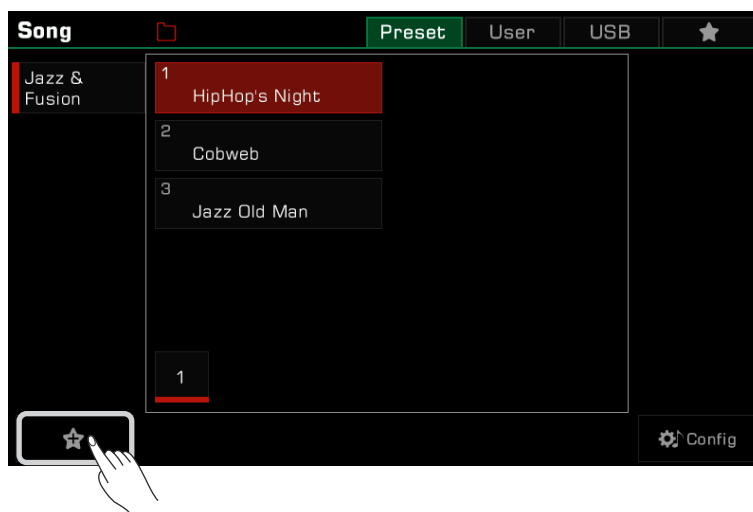 Song
Preset
User
USB
Jazz &
Fusion
1
HipHop's Night
2
Cobweb
3
Jazz Old Man
1
Config